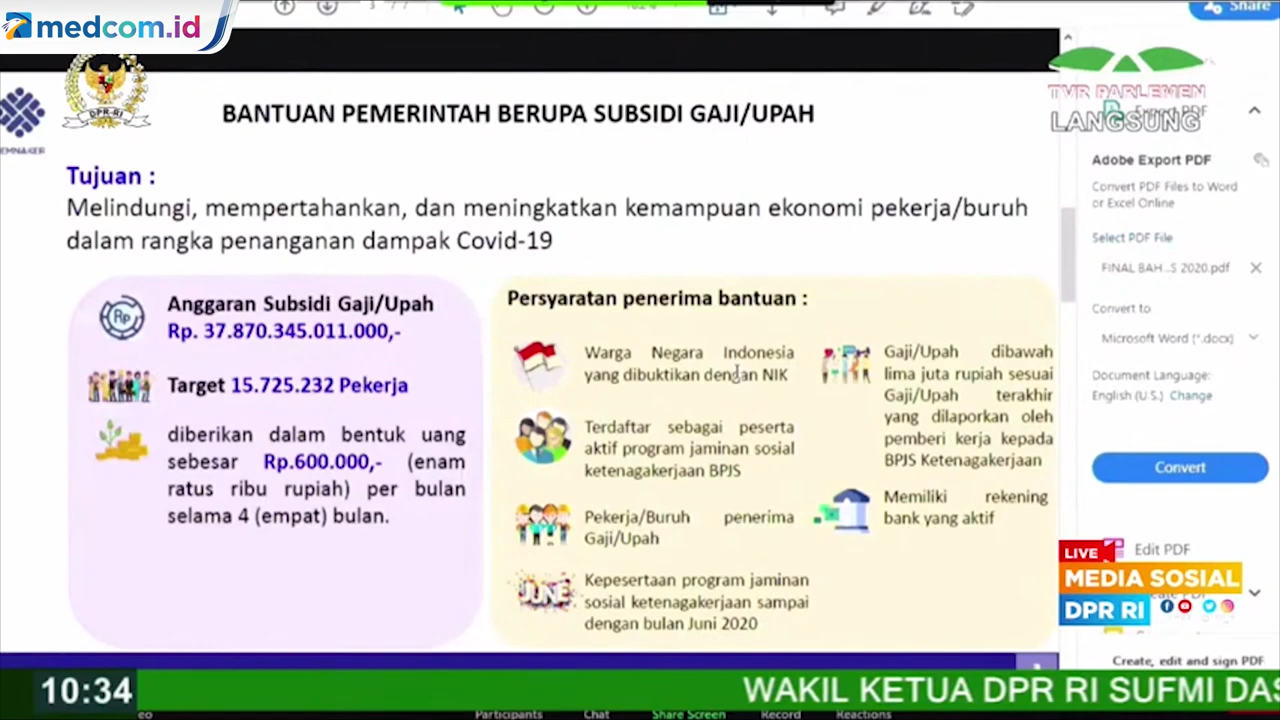 medcom.id
Share
DPR-RI
TVR PARLEMEN
LANGSUNG
BANTUAN PEMERINTAH BERUPA SUBSIDI GAJI/UPAH
Tujuan :
Melindungi, mempertahankan, dan meningkatkan kemampuan ekonomi pekerja/buruh
dalam rangka penanganan dampak Covid-19
Rp
Anggaran Subsidi Gaji/Upah
Rp. 37.870.345.011.000,-
Target 15.725.232 Pekerja
diberikan dalam bentuk uang
sebesar Rp.600.000,- (enam
ratus ribu rupiah) per bulan
selama 4 (empat) bulan.
Persyaratan penerima bantuan :
Warga Negara Indonesia
yang dibuktikan dengan NIK
Terdaftar sebagai peserta
aktif program jaminan sosial
ketenagakerjaan BPJS
Pekerja/Buruh penerima
Gaji/Upah
JUNE
Kepesertaan program jaminan
sosial ketenagakerjaan sampai
dengan bulan Juni 2020
Gaji/Upah dibawah
lima juta rupiah sesuai
Gaji/Upah terakhir
yang dilaporkan oleh
pemberi kerja kepada
BPJS Ketenagakerjaan
Memiliki rekening
bank yang aktif
Export PDF
Adobe Export PDF
Convert PDF Files to Word
or Excel Online
Select PDF File
FINAL BAH...S 2020.pdf
Convert to
Microsoft Word (*.docx)
Document Language:
English (U.S.) Change
Convert
Edit PDF
LIVE
MEDIA SOSIAL
DPR RI
Create, edit and sign PDF
10:34
WAKIL KETUA DPR RI SUFMI DAS
Participants Chat Share Screen Record Reactions